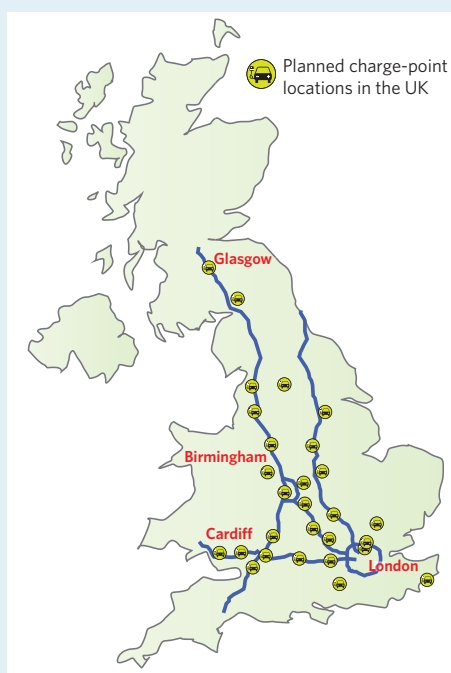 Planned charge-point
locations in the UK
Glasgow
Birmingham
Cardiff
London